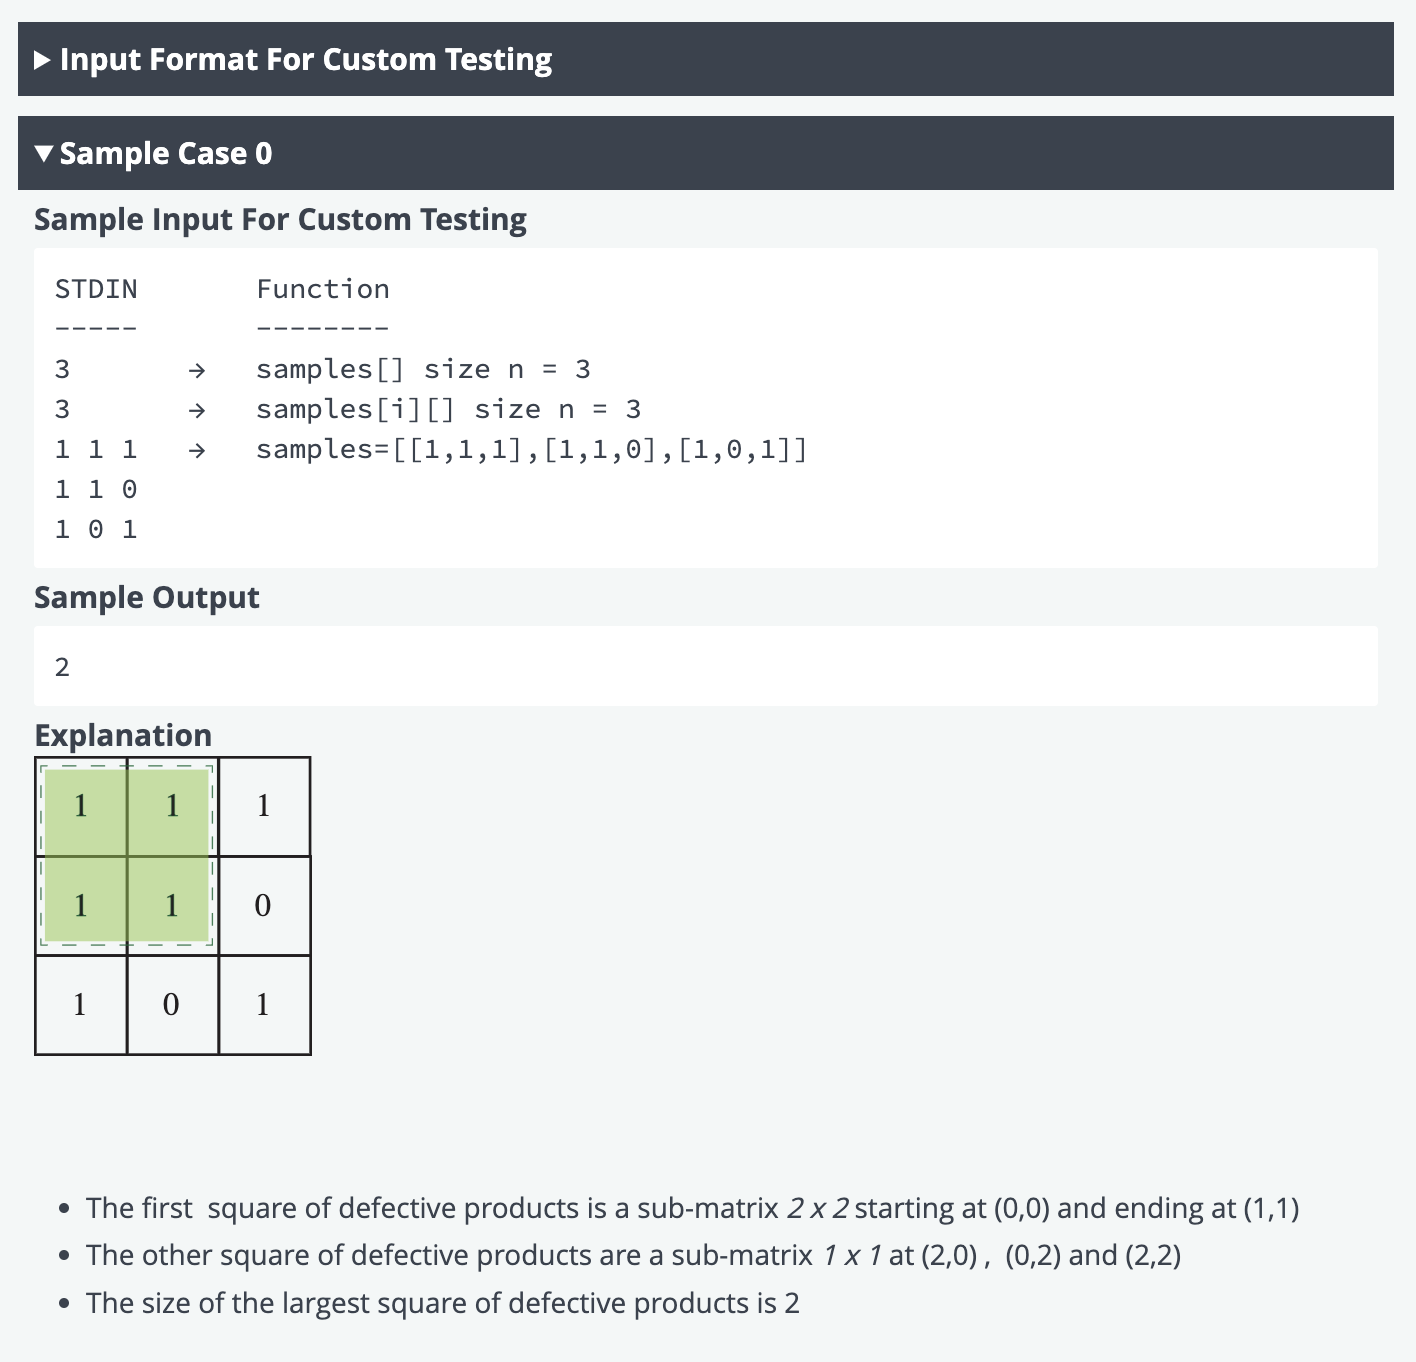 Input Format For Custom Testing
Sample Case 0
Sample Input For Custom Testing
STDIN Function
----- --------
3 → samples[] size n = 3
3 → samples[i][] size n = 3
1 1 1 → samples=[[1,1,1],[1,1,0],[1,0,1]]
1 1 0
1 0 1
Sample Output
2
Explanation
1 1 1
1 1 0
1 0 1
The first square of defective products is a sub-matrix 2 x 2 starting at (0,0) and ending at (1,1)
The other square of defective products are a sub-matrix 1 x 1 at (2,0) , (0,2) and (2,2)
The size of the largest square of defective products is 2